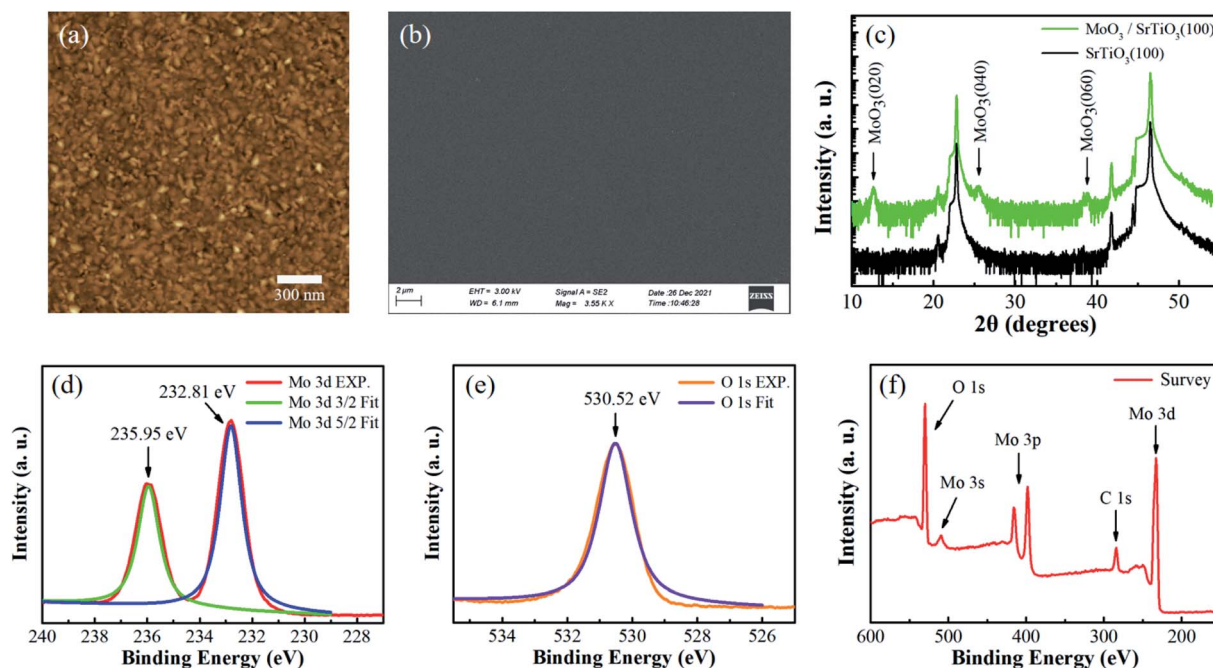 (a)
300 nm
(b)
2 µm
EHT = 3.00 kV
Signal A = SE2
Date :26 Dec 2021
WD = 6.1 mm
Mag = 3.55 K X
Time :10:46:28
ZEISS
(c)
MoO3 / SrTiO3(100)
SrTiO3(100)
MoO3(020)
MoO3(040)
MoO3(060)
Intensity (a. u.)
10 20 30 40 50
2θ (degrees)
(d)
Mo 3d EXP.
Mo 3d 3/2 Fit
Mo 3d 5/2 Fit
232.81 eV
235.95 eV
Intensity (a. u.)
240 238 236 234 232 230 228
Binding Energy (eV)
(e)
O 1s EXP.
O 1s Fit
530.52 eV
Intensity (a. u.)
534 532 530 528 526
Binding Energy (eV)
(f)
Survey
O 1s
Mo 3s
Mo 3p
C 1s
Mo 3d
Intensity (a. u.)
600 500 400 300 200
Binding Energy (eV)